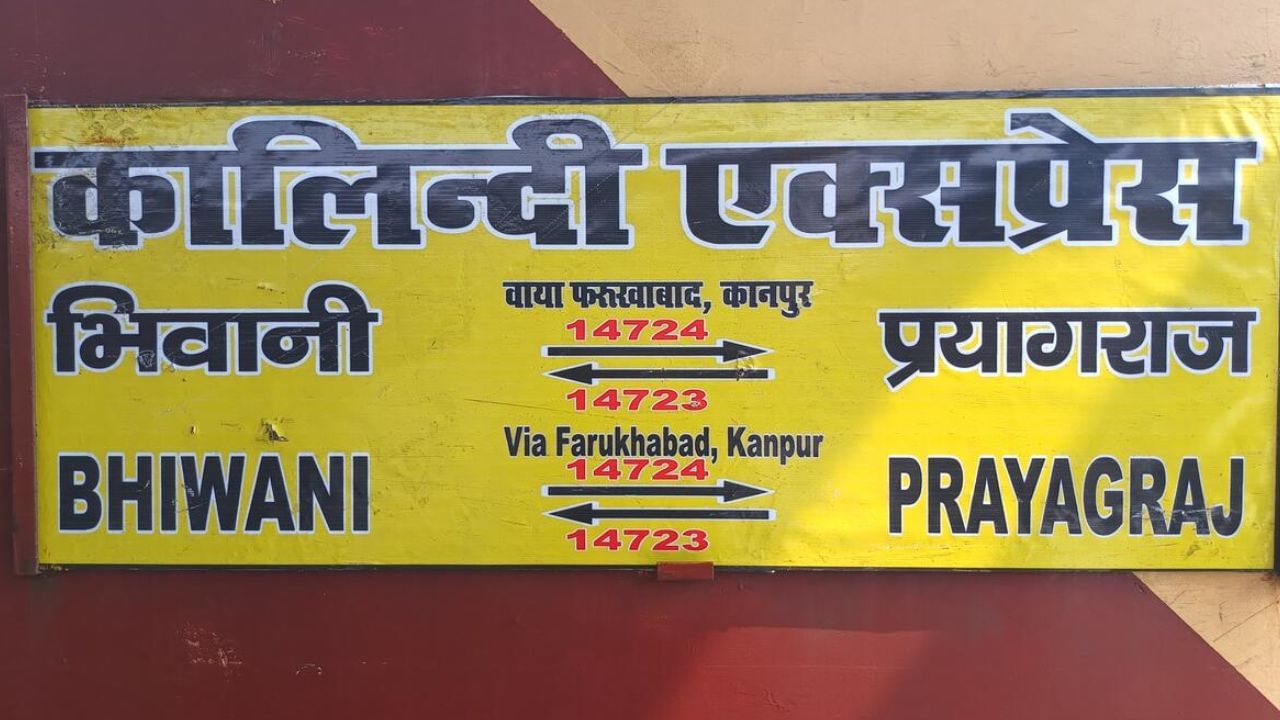 कालिन्दी एक्सप्रेस
वाया फरूखाबाद, कानपुर
14724
भिवानी प्रयागराज
14723
Via Farukhabad, Kanpur
14724
BHIWANI PRAYAGRAJ
14723